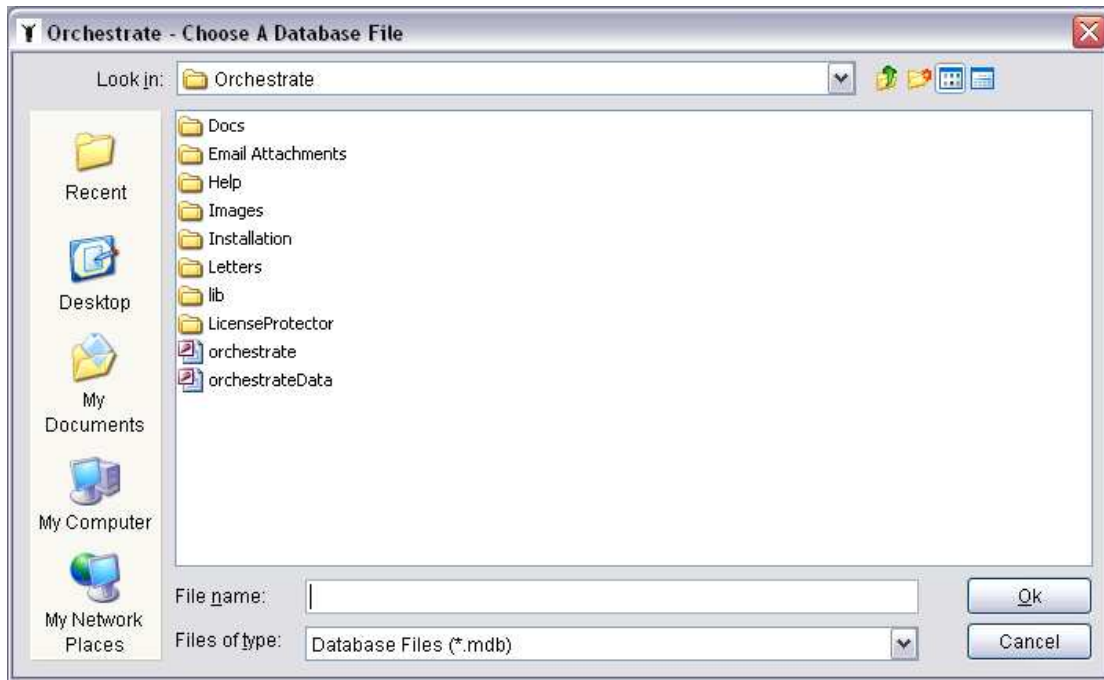 Orchestrate - Choose A Database File
Look in:
Orchestrate
Recent
Desktop
My
Documents
My Computer
My Network
Places
Docs
Email Attachments
Help
Images
Installation
Letters
lib
LicenseProtector
orchestrate
orchestrateData
File name:
Ok
Files of type:
Database Files (*.mdb)
Cancel